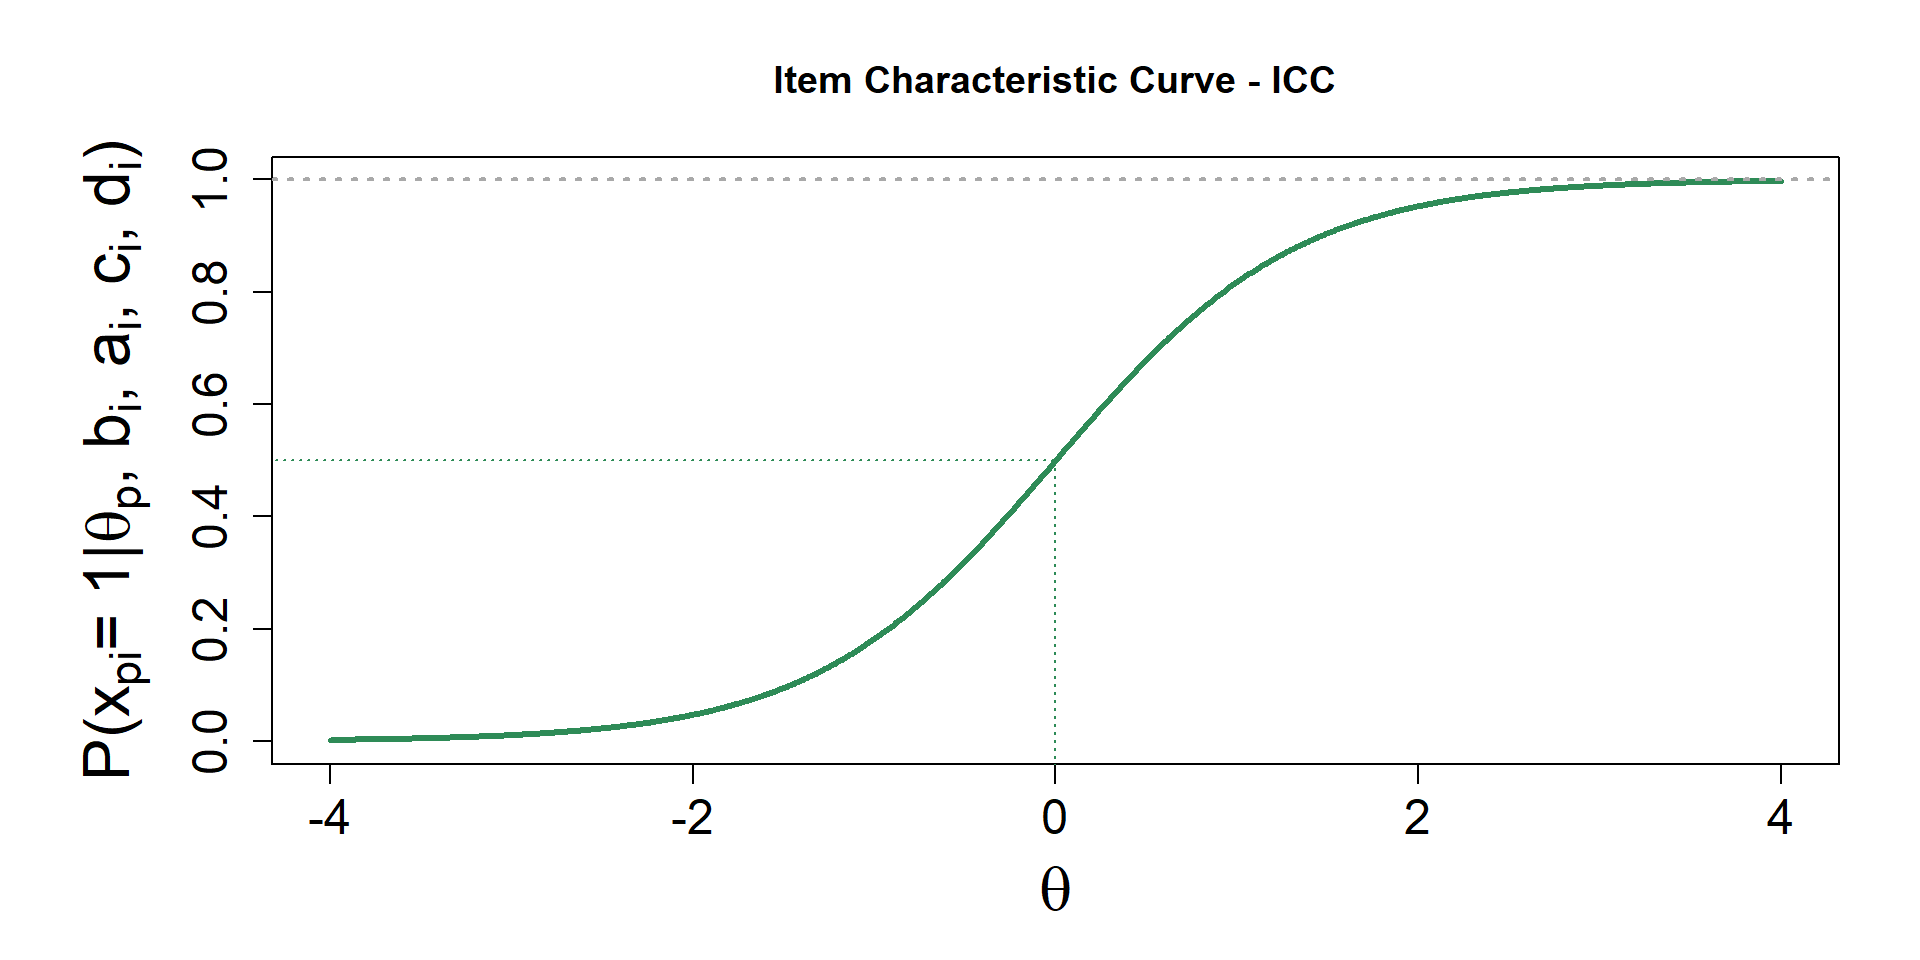 Item Characteristic Curve - ICC
P(xpi= 1|θp, bi, ai, ci, di)
1.0
0.8
0.6
0.4
0.2
0.0
-4 -2 0 2 4
θ